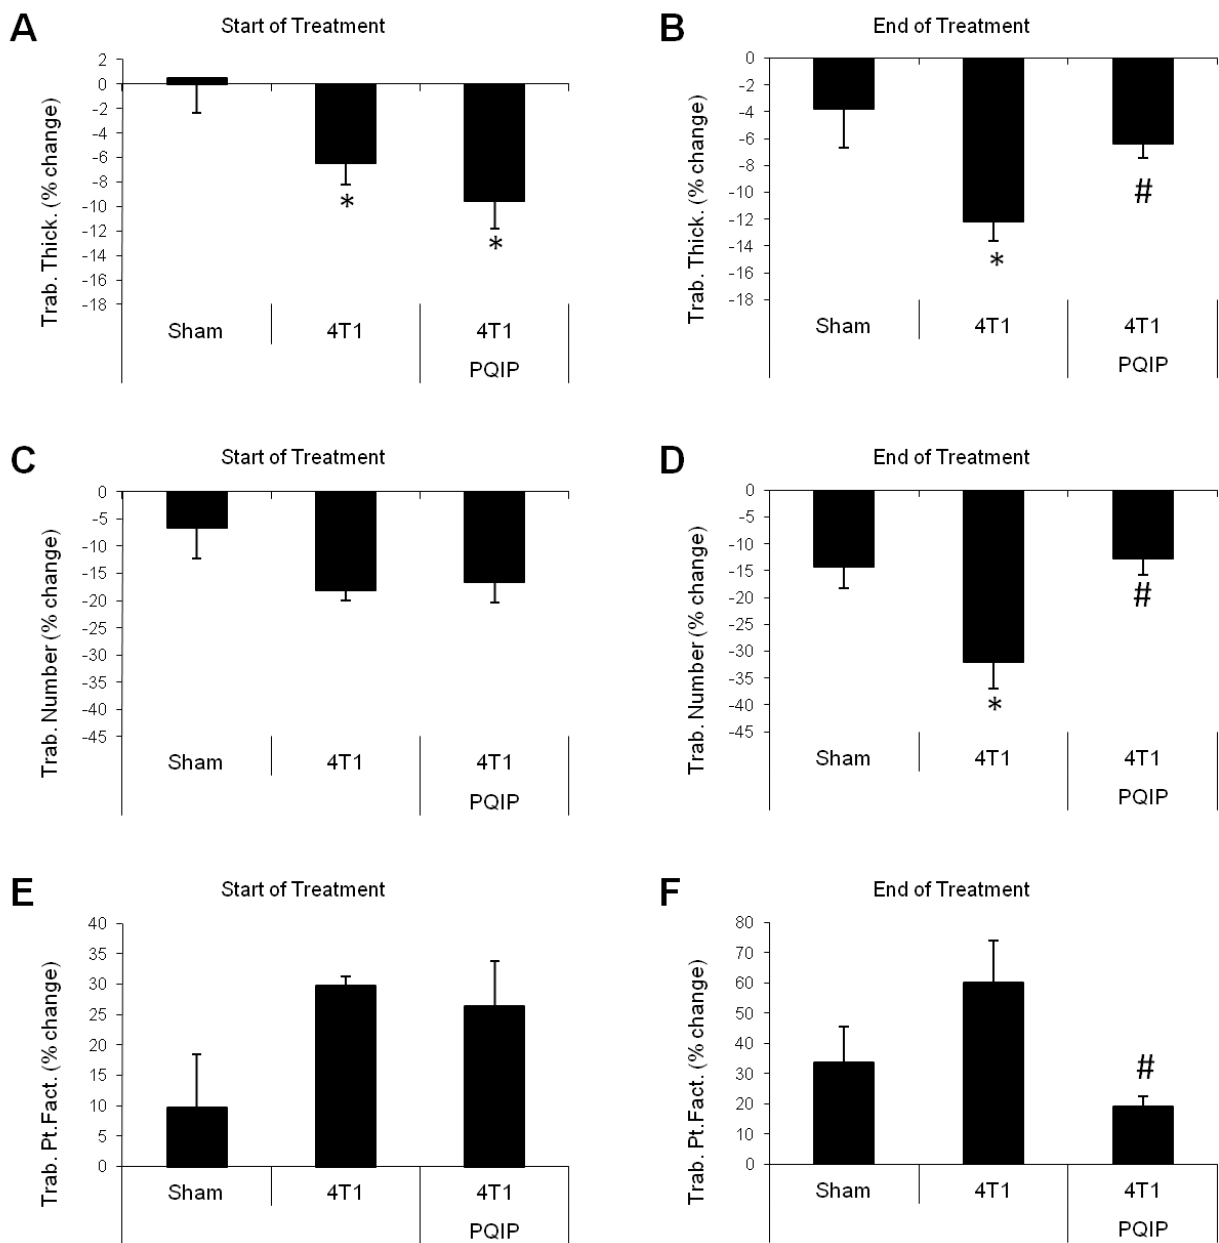 A
Start of Treatment
Trab. Thick. (% change)
2
0
-2
-4
-6
-8
-10
-12
-14
-16
-18
*
*
Sham
4T1
4T1
PQIP
B
End of Treatment
Trab. Thick. (% change)
0
-2
-4
-6
-8
-10
-12
-14
-16
-18
*
#
Sham
4T1
4T1
PQIP
C
Start of Treatment
Trab. Number (% change)
0
-5
-10
-15
-20
-25
-30
-35
-40
-45
Sham
4T1
4T1
PQIP
D
End of Treatment
Trab. Number (% change)
0
-5
-10
-15
-20
-25
-30
-35
-40
-45
*
#
Sham
4T1
4T1
PQIP
E
Start of Treatment
Trab. Pt.Fact. (% change)
40
35
30
25
20
15
10
5
0
Sham
4T1
4T1
PQIP
F
End of Treatment
Trab. Pt.Fact. (% change)
80
70
60
50
40
30
20
10
0
#
Sham
4T1
4T1
PQIP